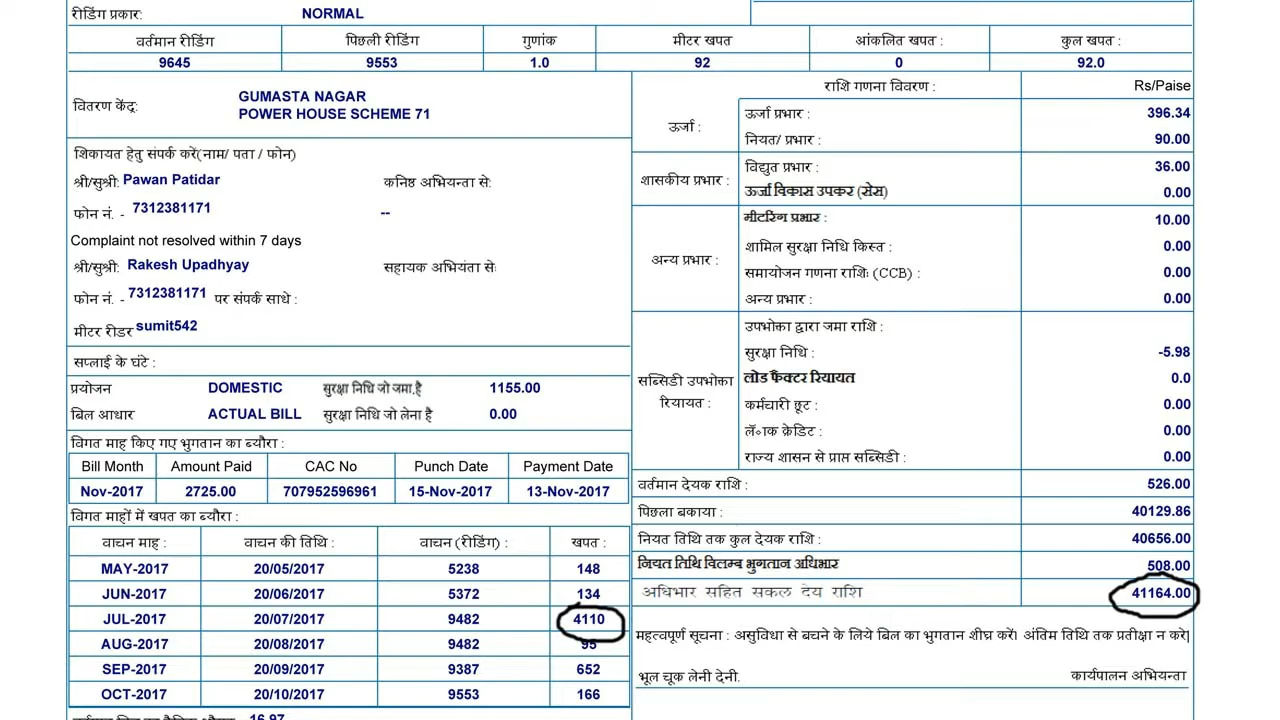 रीडिंग प्रकार: NORMAL
वर्तमान रीडिंग पिछली रीडिंग गुणांक मीटर खपत आंकलित खपत : कुल खपत :
9645 9553 1.0 92 0 92.0
वितरण केंद्र: GUMASTA NAGAR
POWER HOUSE SCHEME 71
शिकायत हेतु संपर्क करें(नाम/ पता / फोन)
श्री/सुश्री: Pawan Patidar कनिष्ठ अभियन्ता से:
फोन नं. - 7312381171 --
Complaint not resolved within 7 days
श्री/सुश्री: Rakesh Upadhyay सहायक अभियंता से:
फोन नं. - 7312381171 पर संपर्क साधे :
मीटर रीडर sumit542
सप्लाई के घंटे :
प्रयोजन DOMESTIC सुरक्षा निधि जो जमा.है 1155.00
बिल आधार ACTUAL BILL सुरक्षा निधि जो लेना है 0.00
विगत माह किए गए भुगतान का ब्यौरा :
Bill Month Amount Paid CAC No Punch Date Payment Date
Nov-2017 2725.00 707952596961 15-Nov-2017 13-Nov-2017
विगत माहों में खपत का ब्यौरा :
वाचन माह : वाचन की तिथि : वाचन (रीडिंग) : खपत :
MAY-2017 20/05/2017 5238 148
JUN-2017 20/06/2017 5372 134
JUL-2017 20/07/2017 9482 4110
AUG-2017 20/08/2017 9482 95
SEP-2017 20/09/2017 9387 652
OCT-2017 20/10/2017 9553 166
16.97
राशि गणना विवरण : Rs/Paise
ऊर्जा : ऊर्जा प्रभार : 396.34
नियत/ प्रभार : 90.00
शासकीय प्रभार : विद्युत प्रभार : 36.00
ऊर्जा विकास उपकर (सेस) 0.00
अन्य प्रभार : मीटरिंग प्रभार : 10.00
शामिल सुरक्षा निधि किस्त : 0.00
समायोजन गणना राशिः (CCB) : 0.00
अन्य प्रभार : 0.00
सब्सिडी उपभोक्ता रियायत : उपभोक्ता द्वारा जमा राशि :
सुरक्षा निधि : -5.98
लोड फैक्टर रियायत 0.0
कर्मचारी छूट : 0.00
लॅाक क्रेडिट : 0.00
राज्य शासन से प्राप्त सब्सिडी : 0.00
वर्तमान देयक राशि : 526.00
पिछला बकाया : 40129.86
नियत तिथि तक कुल देयक राशि : 40656.00
नियत तिथि विलम्ब भुगतान अधिभार 508.00
अधिभार सहित सकल देय राशि 41164.00
महत्वपूर्ण सूचना : असुविधा से बचने के लिये बिल का भुगतान शीघ्र करें। अंतिम तिथि तक प्रतीक्षा न करे|
भूल चूक लेनी देनी. कार्यपालन अभियन्ता